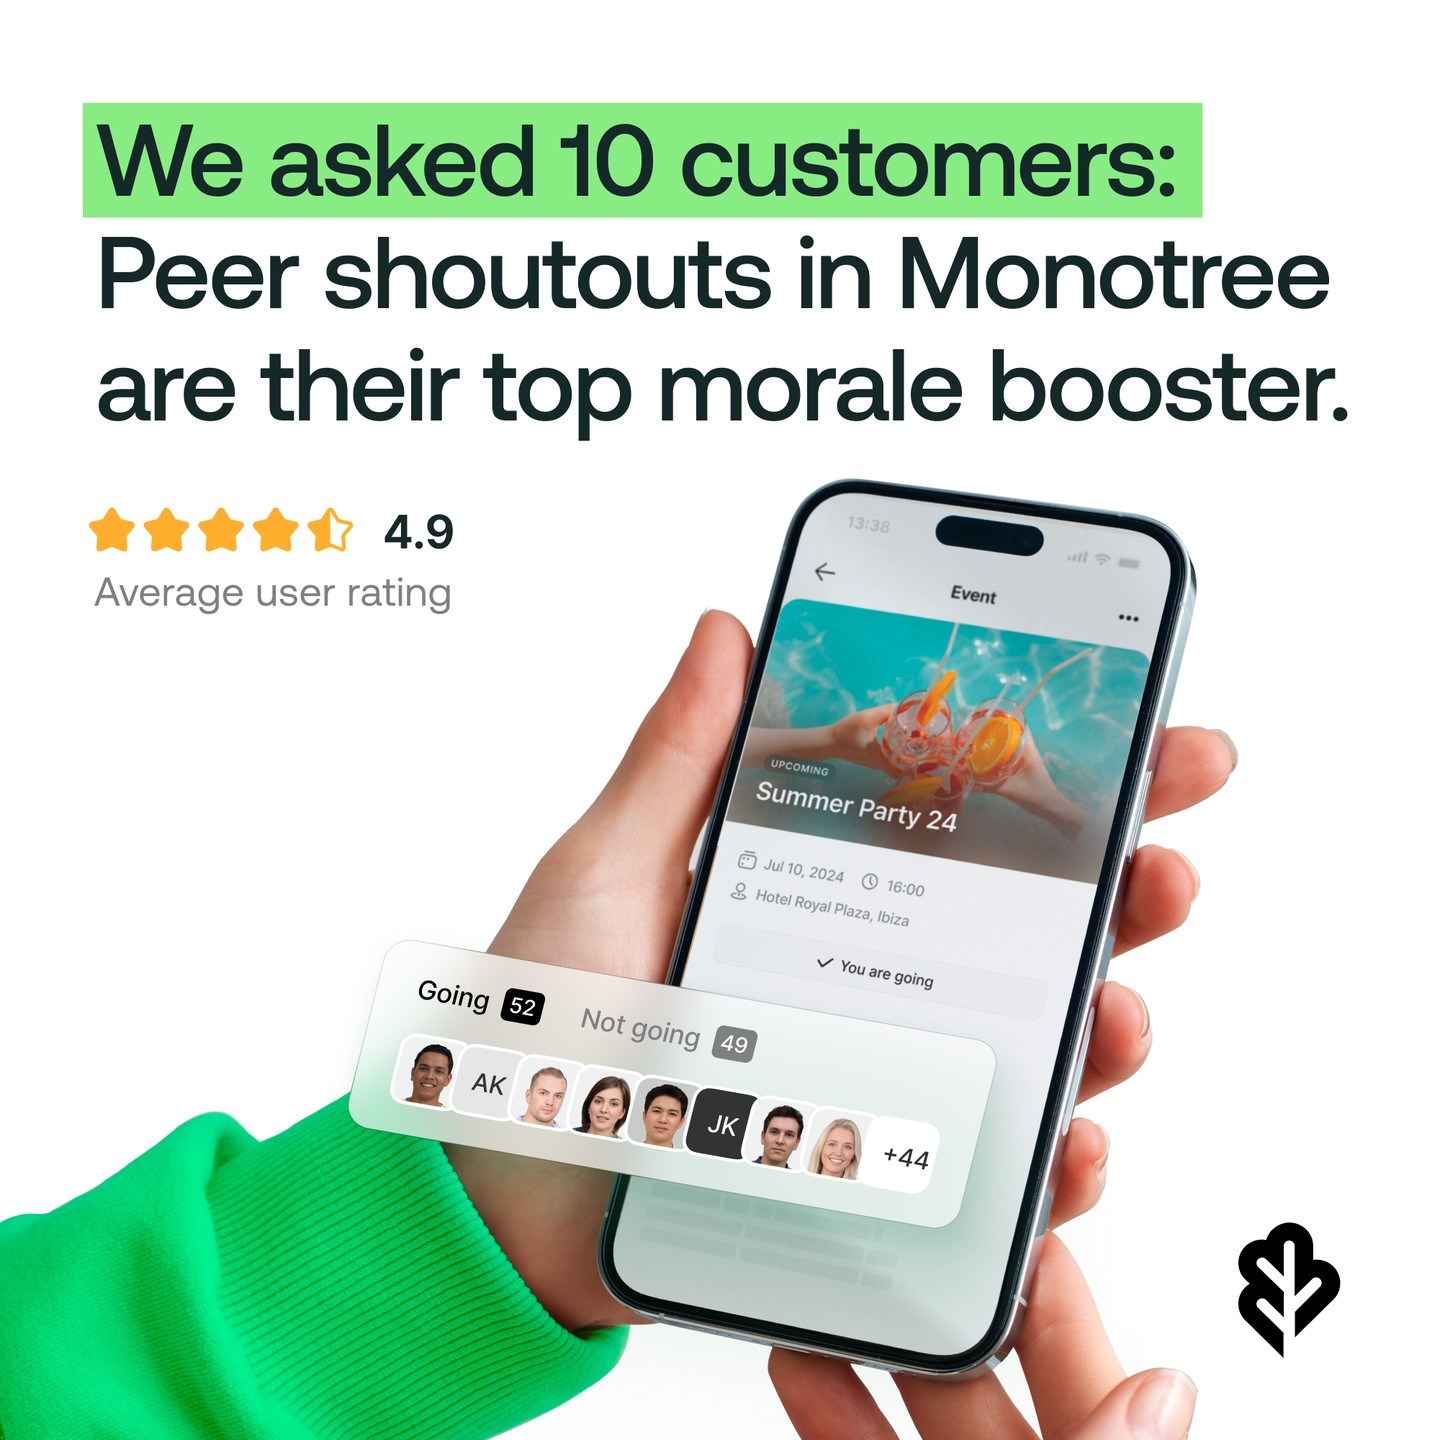 We asked 10 customers:
Peer shoutouts in Monotree
are their top morale booster.
4.9
Average user rating
13:38
Event
UPCOMING
Summer Party 24
Jul 10, 2024 16:00
Hotel Royal Plaza, Ibiza
You are going
Going 52 Not going 49
AK JK +44